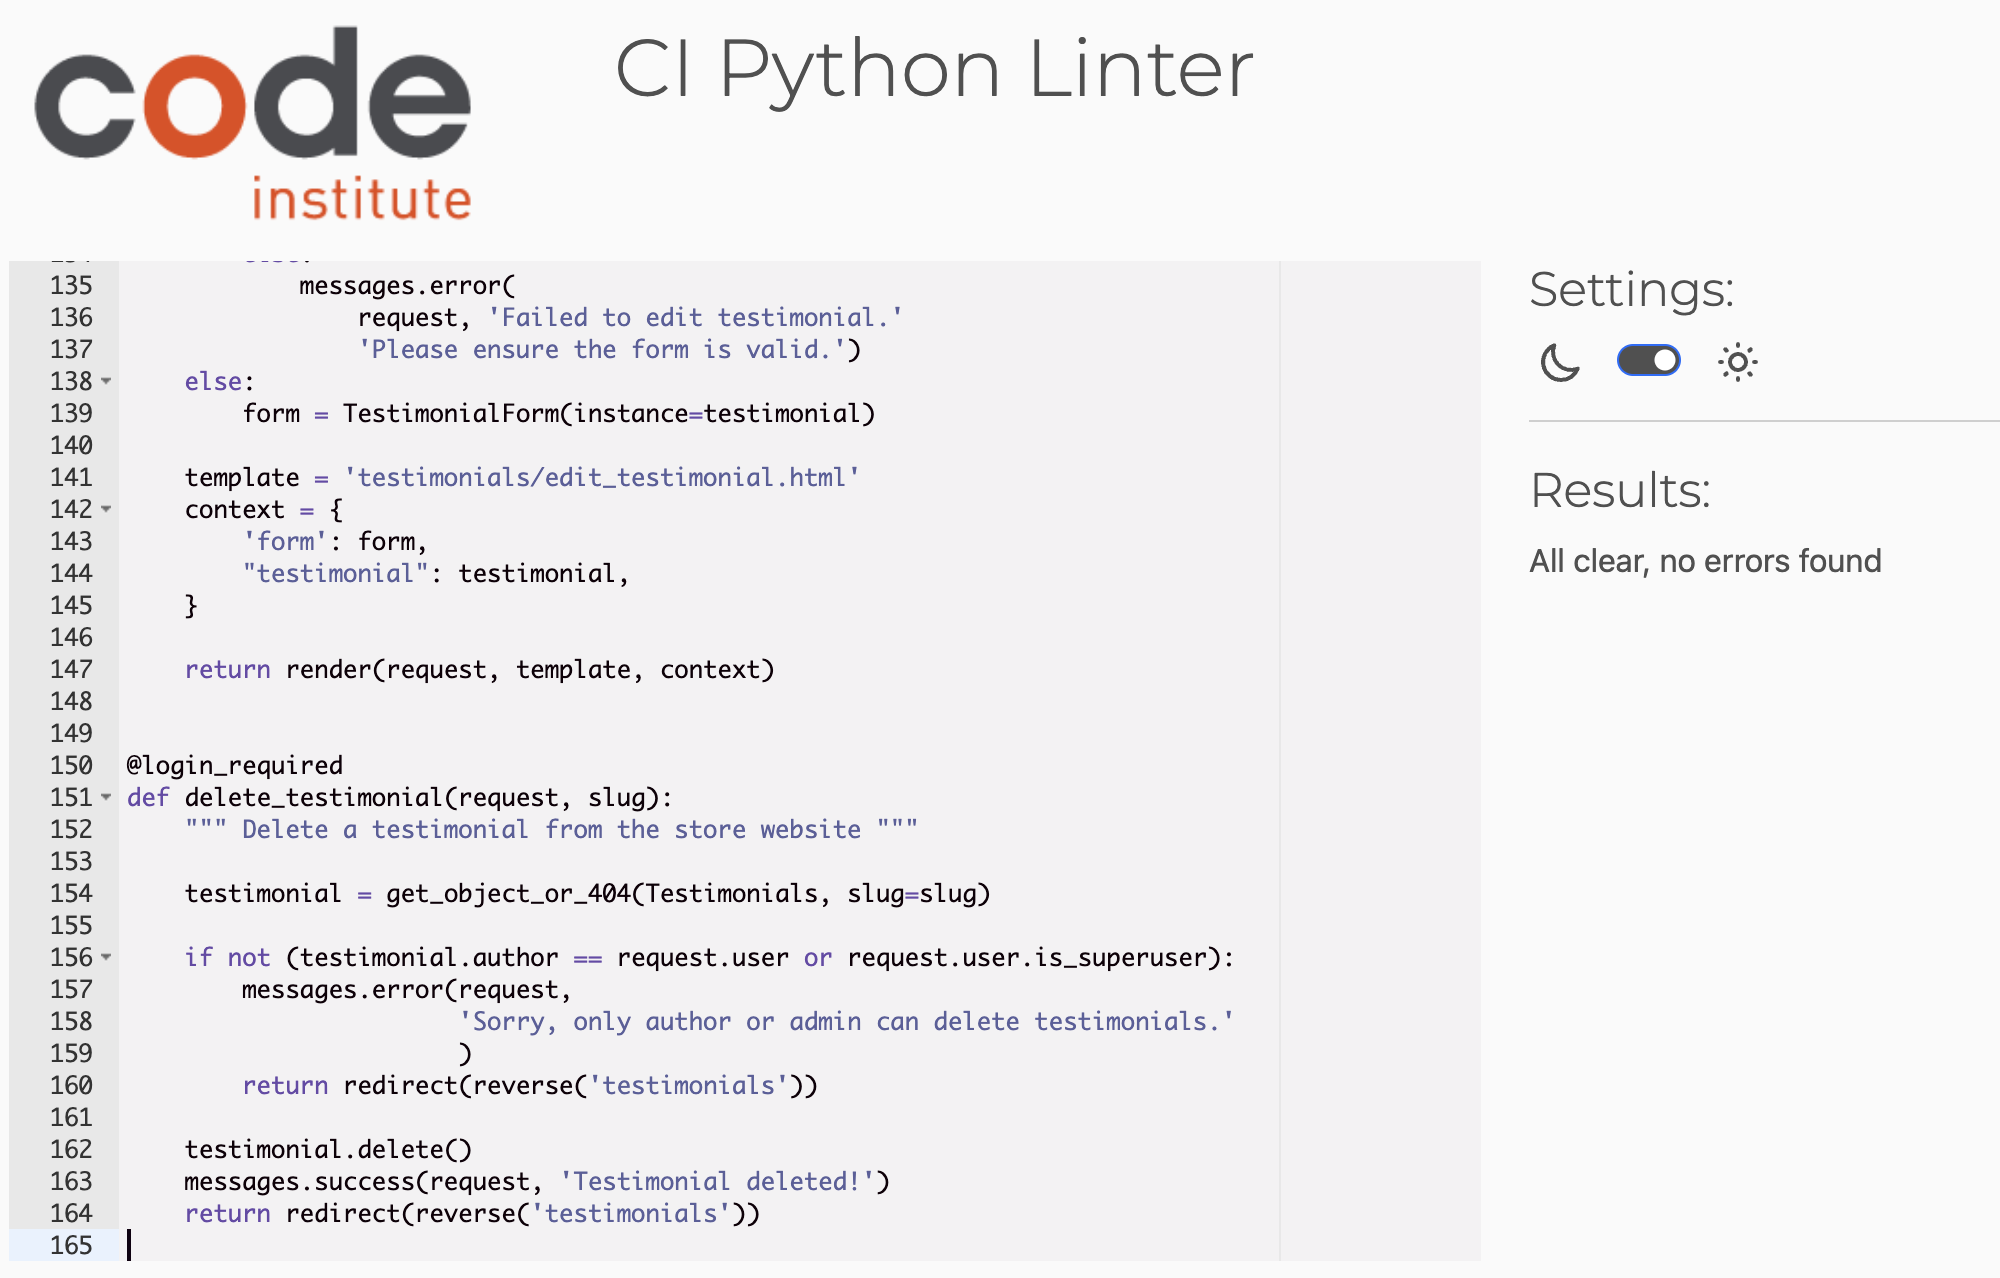 code
institute
CI Python Linter
135             messages.error(
136                 request, 'Failed to edit testimonial.'
137                 'Please ensure the form is valid.')
138     else:
139         form = TestimonialForm(instance=testimonial)
140
141     template = 'testimonials/edit_testimonial.html'
142     context = {
143         'form': form,
144         "testimonial": testimonial,
145     }
146
147     return render(request, template, context)
148
149
150 @login_required
151 def delete_testimonial(request, slug):
152     """ Delete a testimonial from the store website """
153
154     testimonial = get_object_or_404(Testimonials, slug=slug)
155
156     if not (testimonial.author == request.user or request.user.is_superuser):
157         messages.error(request,
158                        'Sorry, only author or admin can delete testimonials.'
159                        )
160         return redirect(reverse('testimonials'))
161
162     testimonial.delete()
163     messages.success(request, 'Testimonial deleted!')
164     return redirect(reverse('testimonials'))
165
Settings:
Results:
All clear, no errors found